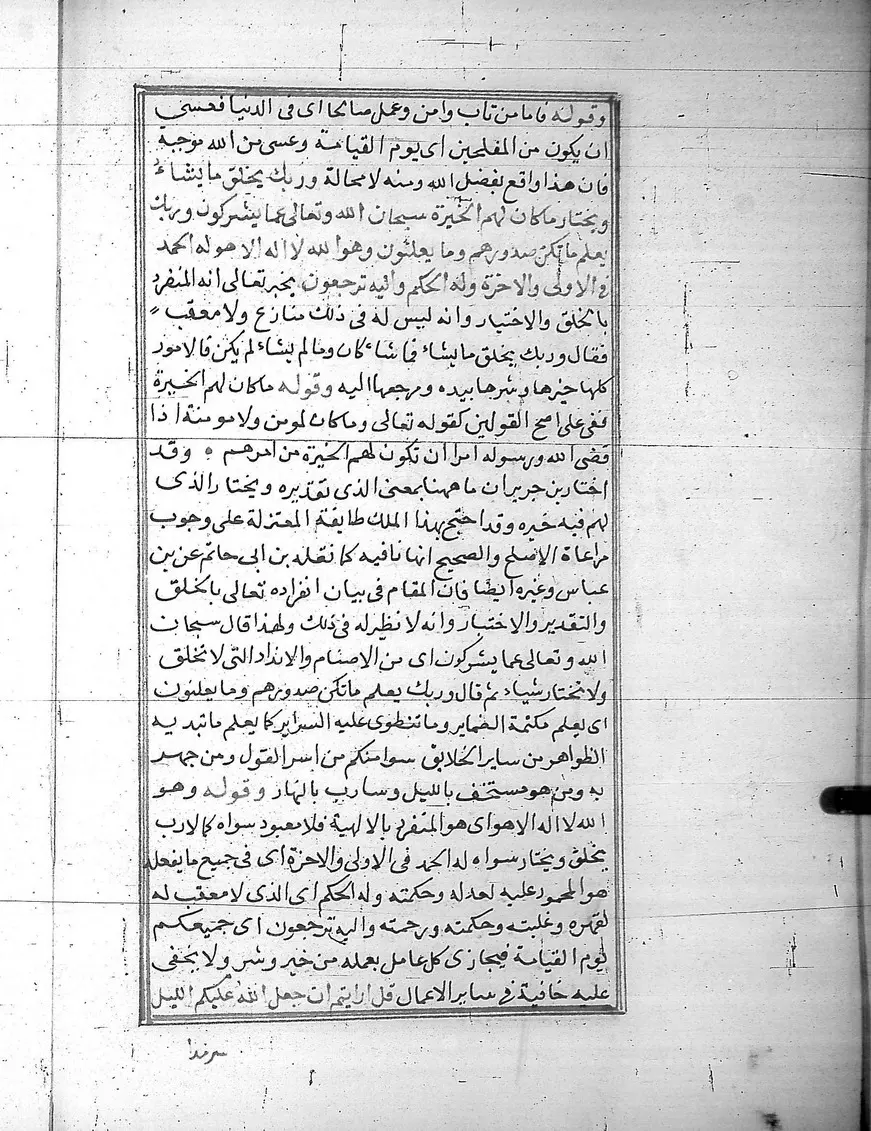 وقوله فاما من تاب وامن وعمل صالحا اى فى الدنيا فعسي
ان يكون من المفلحين اى يوم القيامة وعسى من الله موجبة
فان هذا واقع بفضل الله ومنه لا محالة وربك يخلق ما يشاء
ويختار ما كان لهم الخيرة سبحان الله وتعالى عما يشركون وربك
يعلم ما تكن صدورهم وما يعلنون وهو الله لا اله الا هو له الحمد
فى الاولى والاخرة وله الحكم واليه ترجعون يخبر تعالى انه المنفرد
بالخلق والاختيار وانه ليس له فى ذلك منازع ولا معقب
فقال وربك يخلق ما يشاء فما شاء كان وما لم يشاء لم يكن فالامور
كلها خيرها وشرها بيده ومرجعها اليه وقوله ما كان لهم الخيرة
نفى على اصح القولين كقوله تعالى وما كان لمومن ولا مومنة اذا
قضى الله ورسوله امرا ان تكون لهم الخيرة من امرهم وقد
اختار بن جرير ان ما ههنا بمعنى الذى تقديره ويختار الذى
لهم فيه خيره وقد احتج بهذا الملك طايفة المعتزلة على وجوب
مراعاة الاصلح والصحيح انها نافيه كما نقله بن ابى حاتم عن بن
عباس وغيره ايضا فان المقام فى بيان انفراده تعالى بالخلق
والتقدير والاختيار وانه لا نظير له فى ذلك ولهذا قال سبحان
الله وتعالى عما يشركون اى من الاصنام والانداد التى لا تخلق
ولا تختار شياء ثم قال وربك يعلم ما تكن صدورهم وما يعلنون
اى يعلم مكتمة الضماير وما تنطوى عليه السراير كما يعلم ما تبديه
الظواهر من ساير الخلايق سوا منكم من اسر القول ومن جهر
به ومن هو مستخف بالليل وسارب بالنهار وقوله وهو
الله لا اله الا هو اى هو المنفرد بالالهية فلا معبود سواه كما لا رب
يخلق ويختار سواه له الحمد فى الاولى والاخرة اى فى جميع ما يفعله
هو المحمود عليه لعدله وحكمته وله الحكم اى الذى لا معقب له
لقهره وغلبته وحكمته ورحمته واليه ترجعون اى جميعكم
يوم القيامة فيجازى كل عامل بعمله من خير وشر ولا يخفى
عليه خافية فى ساير الاعمال قل ارايتم ان جعل الله عليكم الليل
سرمدا